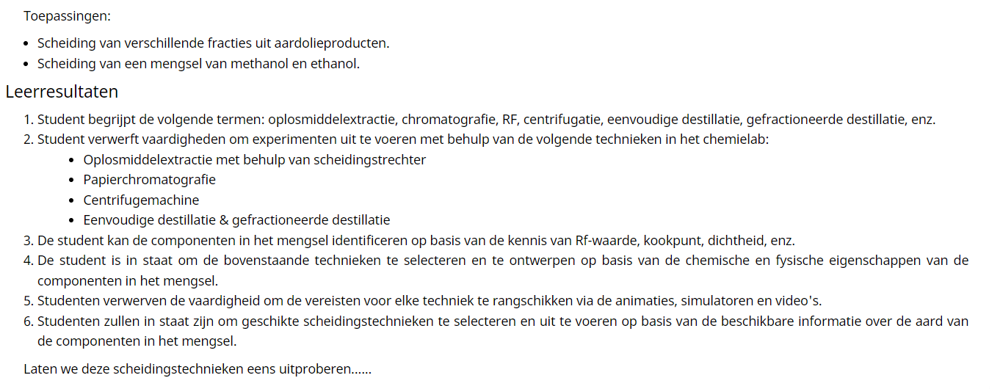 Toepassingen:
• Scheiding van verschillende fracties uit aardolieproducten.
• Scheiding van een mengsel van methanol en ethanol.
Leerresultaten
1. Student begrijpt de volgende termen: oplosmiddelextractie, chromatografie, RF, centrifugatie, eenvoudige destillatie, gefractioneerde destillatie, enz.
2. Student verwerft vaardigheden om experimenten uit te voeren met behulp van de volgende technieken in het chemielab:
• Oplosmiddelextractie met behulp van scheidingstrechter
• Papierchromatografie
• Centrifugemachine
• Eenvoudige destillatie & gefractioneerde destillatie
3. De student kan de componenten in het mengsel identificeren op basis van de kennis van Rf-waarde, kookpunt, dichtheid, enz.
4. De student is in staat om de bovenstaande technieken te selecteren en te ontwerpen op basis van de chemische en fysische eigenschappen van de
componenten in het mengsel.
5. Studenten verwerven de vaardigheid om de vereisten voor elke techniek te rangschikken via de animaties, simulatoren en video's.
6. Studenten zullen in staat zijn om geschikte scheidingstechnieken te selecteren en uit te voeren op basis van de beschikbare informatie over de aard van
de componenten in het mengsel.
Laten we deze scheidingstechnieken eens uitproberen......